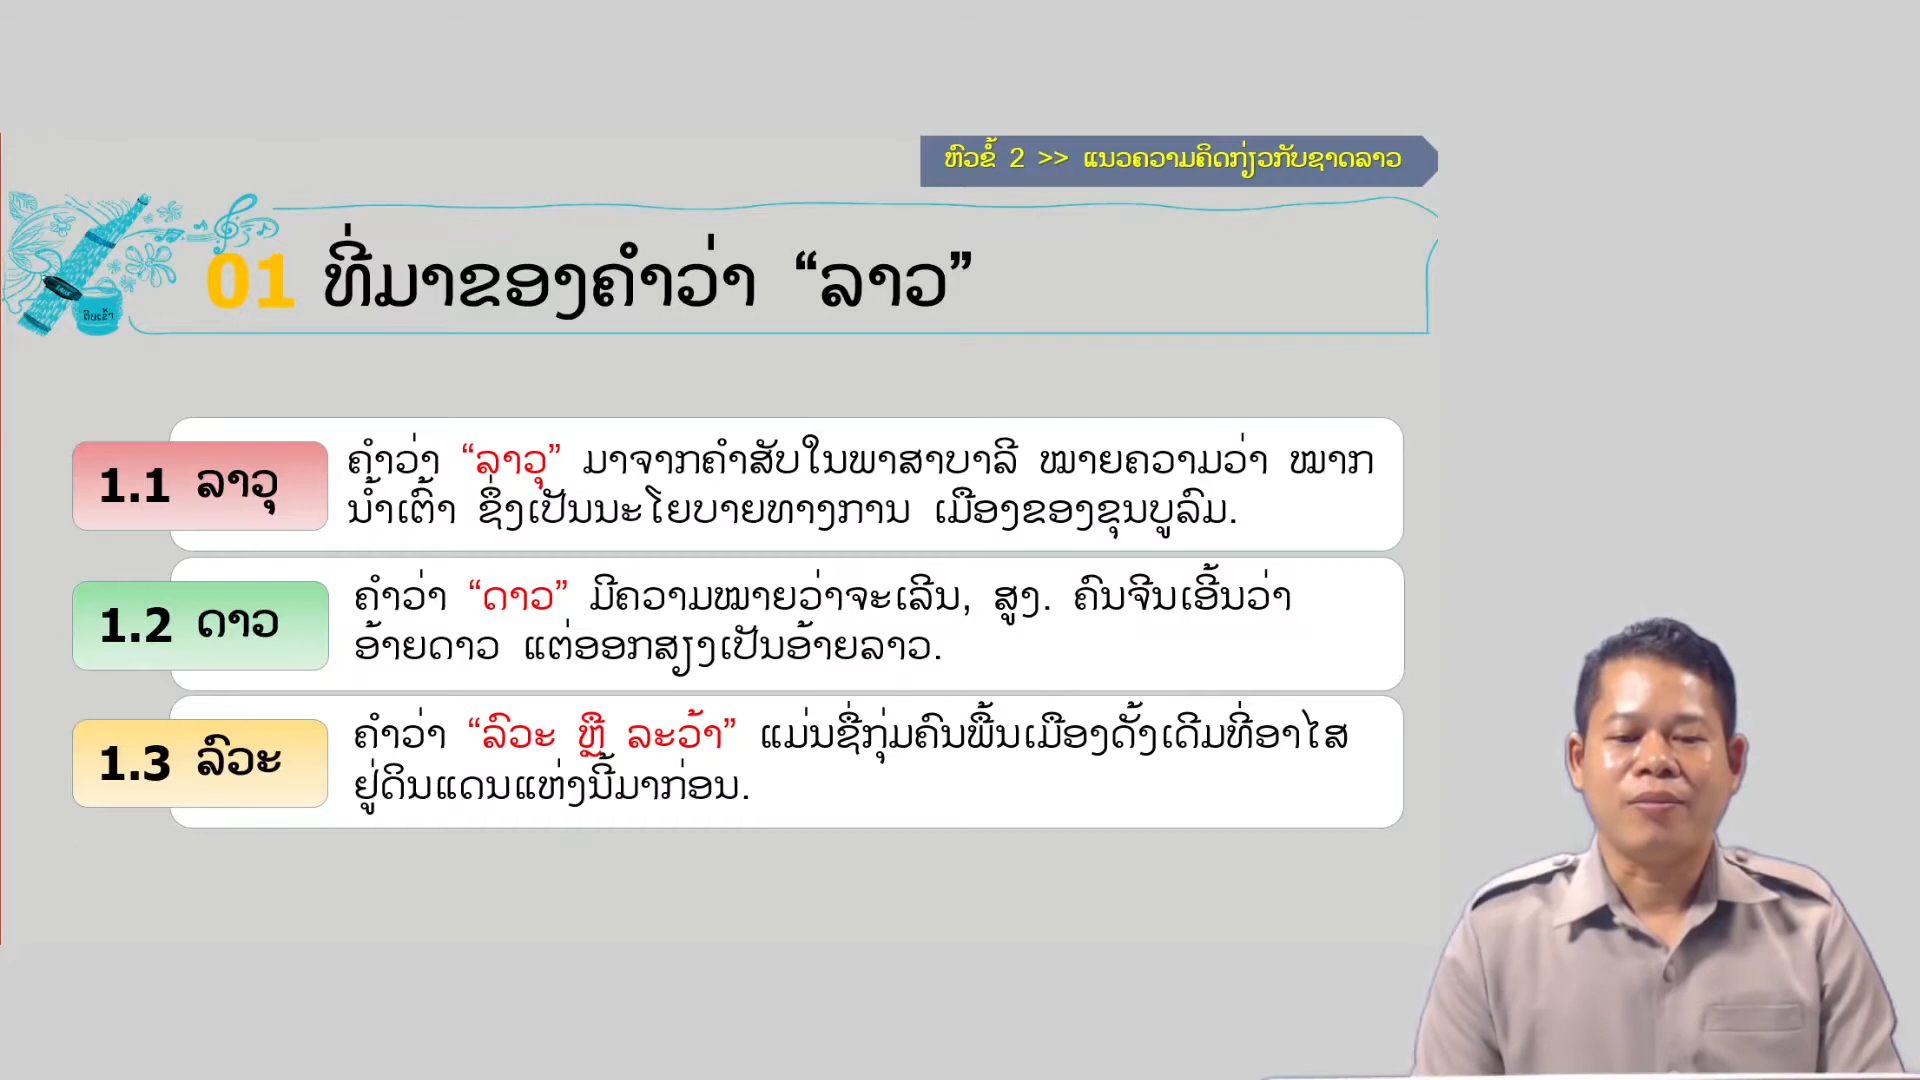 ຫົວຂໍ້ 2 >> ແນວຄວາມຄິດກ່ຽວກັບຊາດລາວ
01 ທີ່ມາຂອງຄຳວ່າ “ລາວ”
ຕິບເຂົ້າ
1.1 ລາວຸ
ຄຳວ່າ “ລາວຸ” ມາຈາກຄຳສັບໃນພາສາບາລີ ໝາຍຄວາມວ່າ ໝາກ
ນ້ຳເຕົ້າ ຊຶ່ງເປັນນະໂຍບາຍທາງການ ເມືອງຂອງຂຸນບູລົມ.
1.2 ດາວ
ຄຳວ່າ “ດາວ” ມີຄວາມໝາຍວ່າຈະເລີນ, ສູງ. ຄົນຈີນເອີ້ນວ່າ
ອ້າຍດາວ ແຕ່ອອກສຽງເປັນອ້າຍລາວ.
1.3 ລົວະ
ຄຳວ່າ “ລົວະ ຫຼື ລະວ້າ” ແມ່ນຊື່ກຸ່ມຄົນພື້ນເມືອງດັ້ງເດີມທີ່ອາໄສ
ຢູ່ດິນແດນແຫ່ງນີ້ມາກ່ອນ.